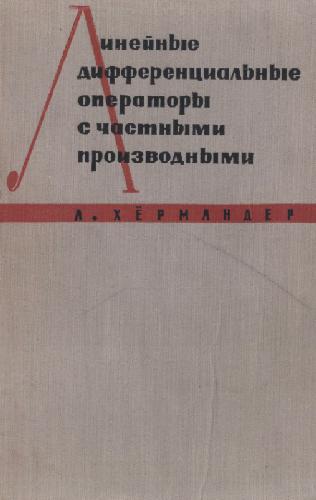 Линейные
дифференциальные
операторы
с частными
производными
Л. ХЁРМАНДЕР